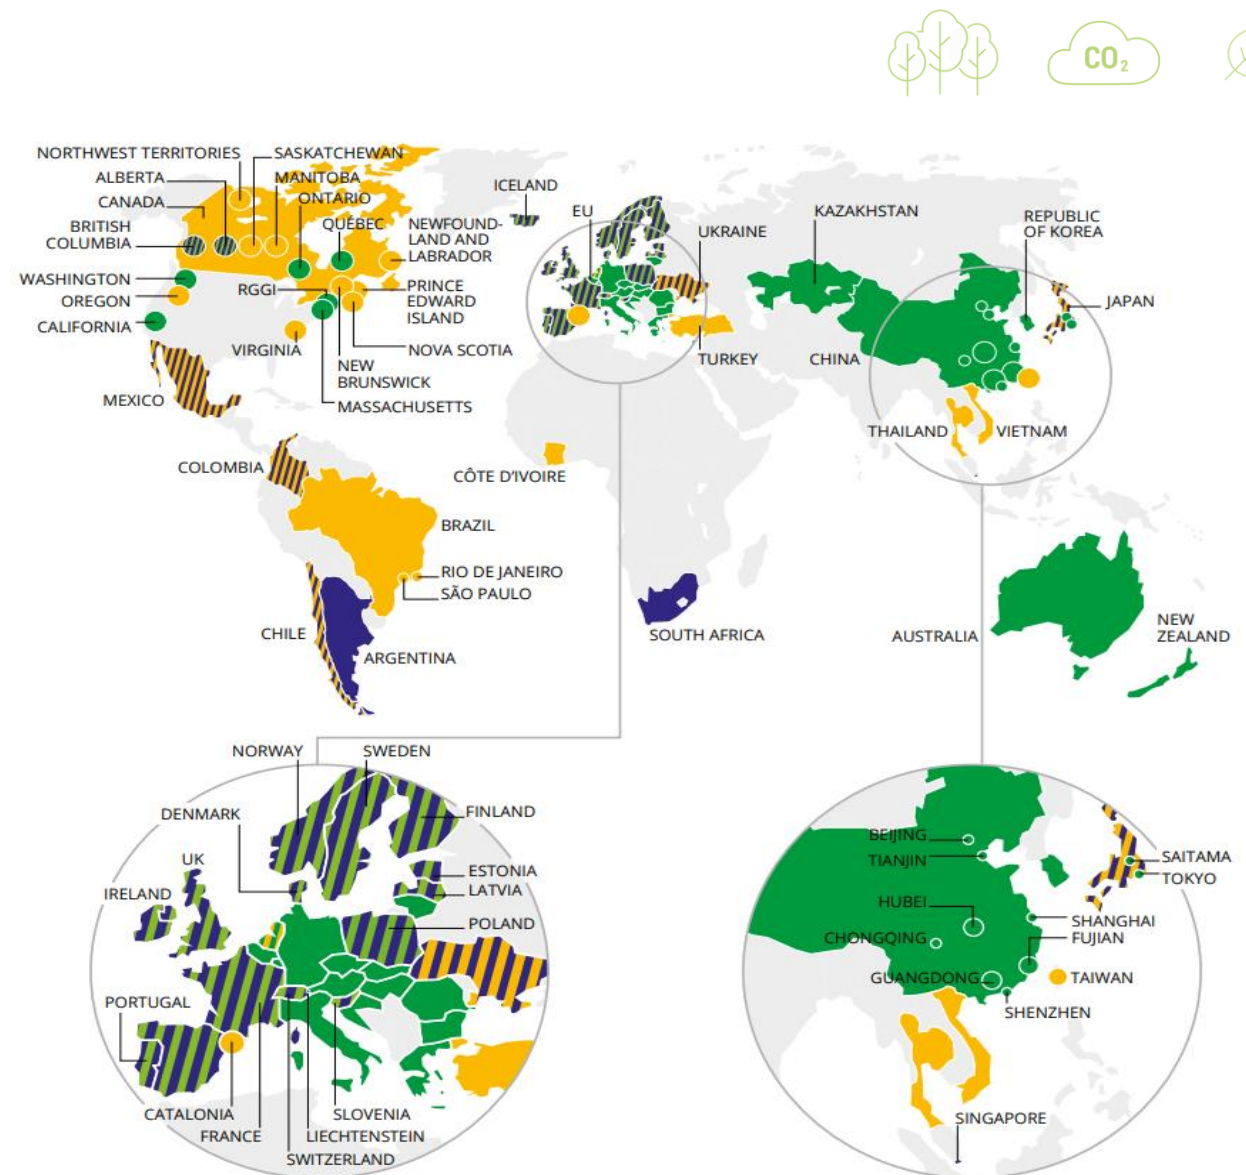 CO₂
NORTHWEST TERRITORIES
SASKATCHEWAN
ALBERTA
MANITOBA
CANADA
ONTARIO
BRITISH
COLUMBIA
QUÉBEC
NEWFOUND-
LAND AND
LABRADOR
WASHINGTON
RGGI
PRINCE
EDWARD
ISLAND
OREGON
CALIFORNIA
VIRGINIA
NOVA SCOTIA
NEW
BRUNSWICK
MASSACHUSETTS
MEXICO
ICELAND
EU
UKRAINE
KAZAKHSTAN
REPUBLIC
OF KOREA
JAPAN
TURKEY
CHINA
THAILAND
VIETNAM
COLOMBIA
CÔTE D'IVOIRE
BRAZIL
RIO DE JANEIRO
SÃO PAULO
CHILE
ARGENTINA
SOUTH AFRICA
AUSTRALIA
NEW
ZEALAND
NORWAY
SWEDEN
DENMARK
FINLAND
UK
IRELAND
ESTONIA
LATVIA
POLAND
PORTUGAL
CATALONIA
FRANCE
SLOVENIA
LIECHTENSTEIN
SWITZERLAND
BEIJING
TIANJIN
SAITAMA
TOKYO
HUBEI
SHANGHAI
CHONGQING
FUJIAN
GUANGDONG
TAIWAN
SHENZHEN
SINGAPORE